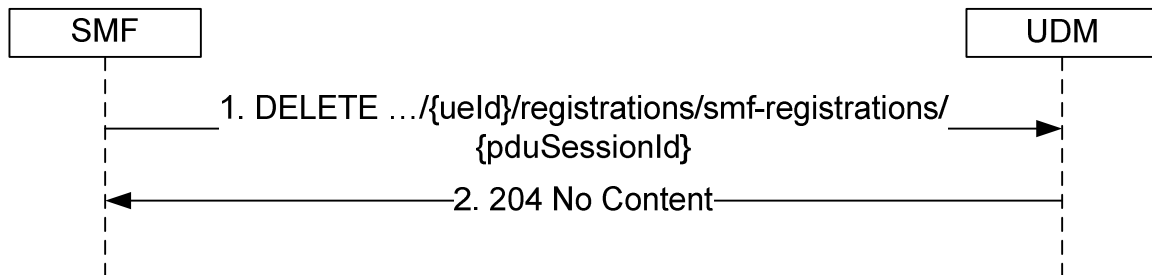 SMF
UDM
1. DELETE …/{ueId}/registrations/smf-registrations/
{pduSessionId}
2. 204 No Content